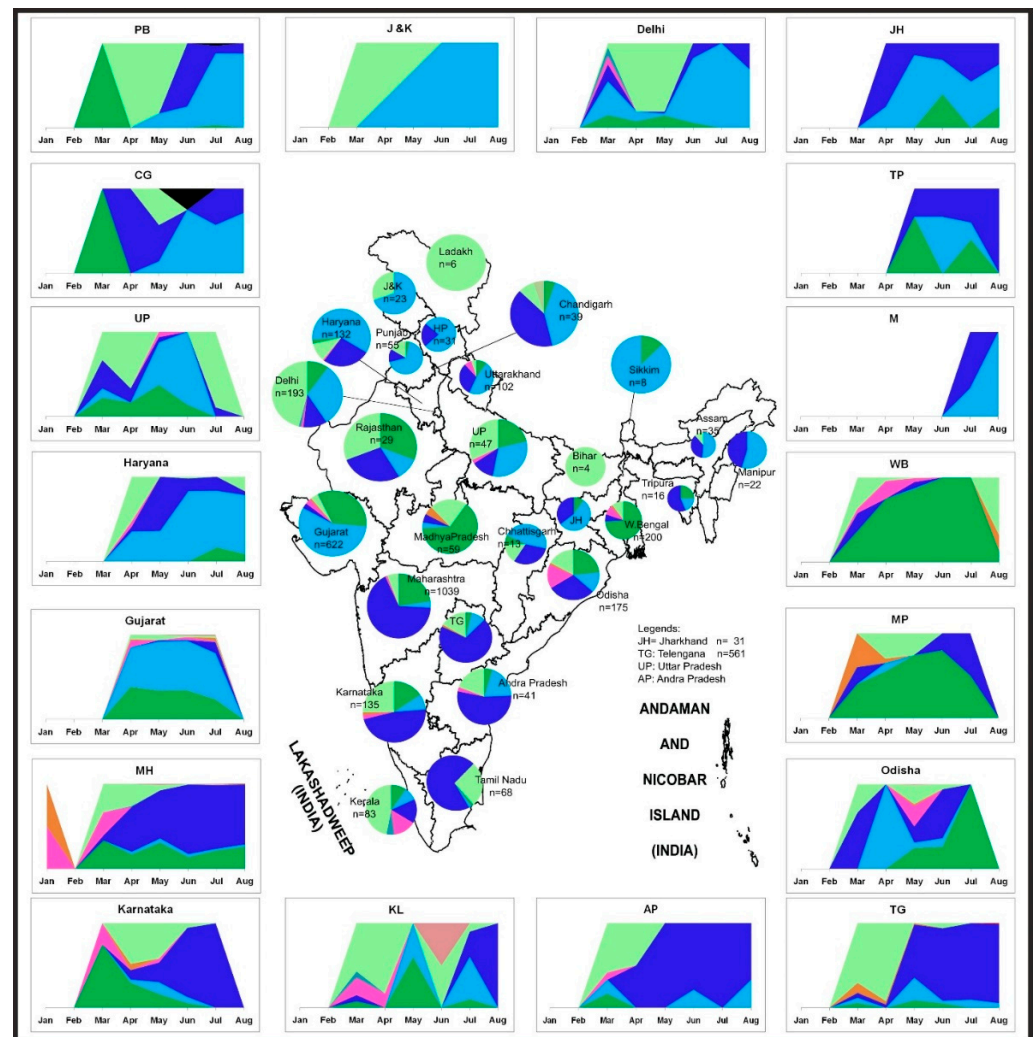 PB
Jan Feb Mar Apr May Jun Jul Aug
J &K
Jan Feb Mar Apr May Jun Jul Aug
Delhi
Jan Feb Mar Apr May Jun Jul Aug
JH
Jan Feb Mar Apr May Jun Jul Aug
CG
Jan Feb Mar Apr May Jun Jul Aug
TP
Jan Feb Mar Apr May Jun Jul Aug
UP
Jan Feb Mar Apr May Jun Jul Aug
M
Jan Feb Mar Apr May Jun Jul Aug
Haryana
Jan Feb Mar Apr May Jun Jul Aug
WB
Jan Feb Mar Apr May Jun Jul Aug
Gujarat
Jan Feb Mar Apr May Jun Jul Aug
MP
Jan Feb Mar Apr May Jun Jul Aug
MH
Jan Feb Mar Apr May Jun Jul Aug
Odisha
Jan Feb Mar Apr May Jun Jul Aug
Karnataka
Jan Feb Mar Apr May Jun Jul Aug
KL
Jan Feb Mar Apr May Jun Jul Aug
AP
Jan Feb Mar Apr May Jun Jul Aug
TG
Jan Feb Mar Apr May Jun Jul Aug
Ladakh
n=6
J&K
n=23
Chandigarh
n=39
Haryana
n=132
Punjab
n=55
HP
n=31
Uttarakhand
n=102
Sikkim
n=8
Delhi
n=193
Rajasthan
n=29
UP
n=47
Bihar
n=4
Assam
n=35
Manipur
n=22
Tripura
n=16
Gujarat
n=622
MadhyaPradesh
n=59
Chhattisgarh
n=13
JH
W.Bengal
n=200
Odisha
n=175
Maharashtra
n=1039
TG
Karnataka
n=135
Andra Pradesh
n=41
Tamil Nadu
n=68
Kerala
n=83
LAKASHADWEEP
(INDIA)
Legends:
JH= Jharkhand n= 31
TG: Telengana n=561
UP: Uttar Pradesh
AP: Andra Pradesh
ANDAMAN
AND
NICOBAR
ISLAND
(INDIA)